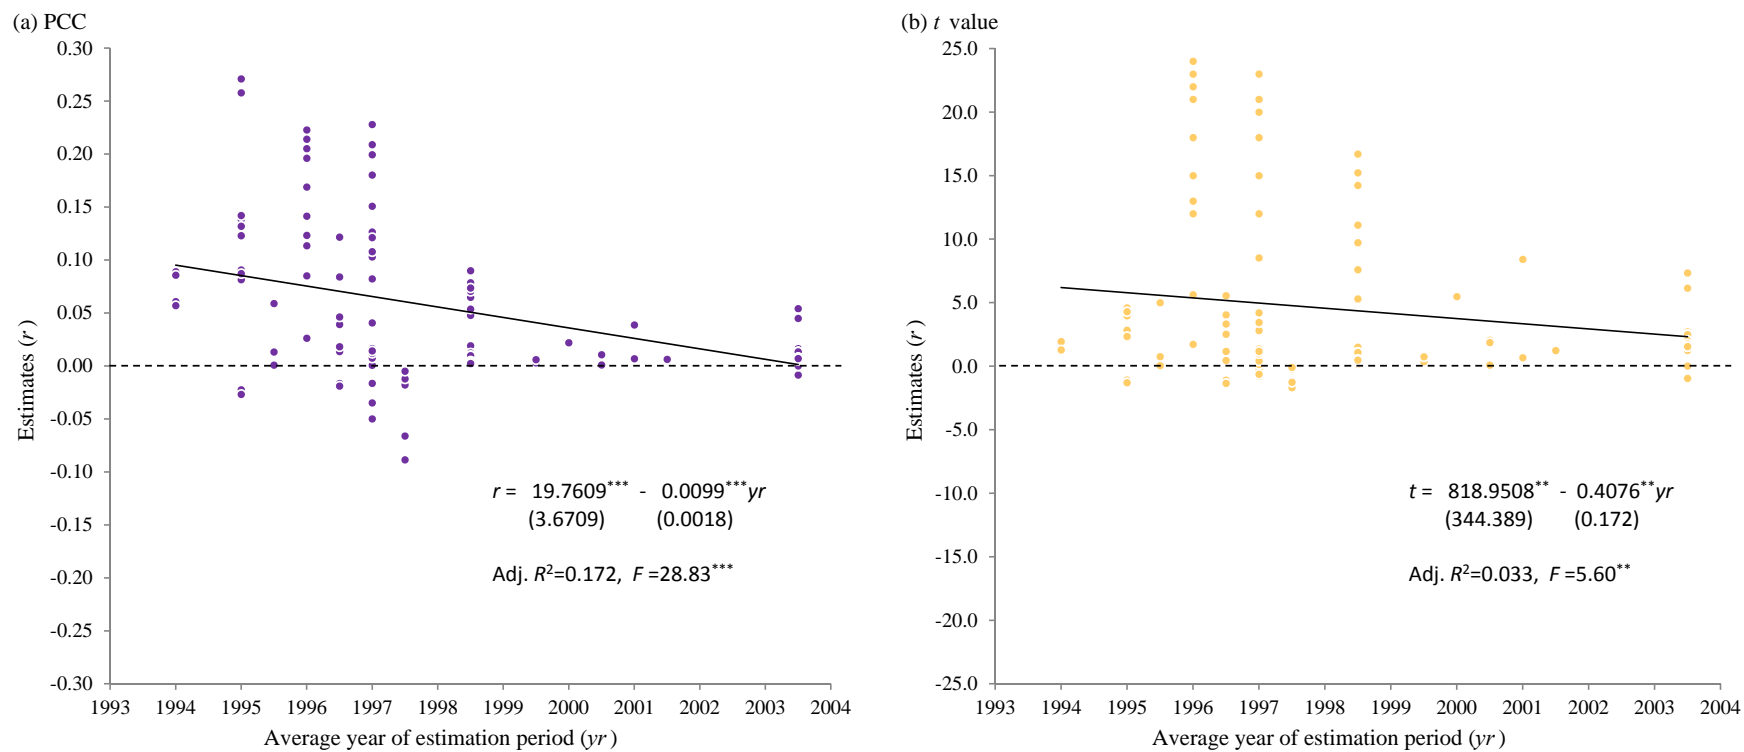 (a) PCC
0.30
0.25
0.20
0.15
0.10
0.05
0.00
-0.05
-0.10
-0.15
-0.20
-0.25
-0.30
Estimates (r)
r = 19.7609*** - 0.0099***yr
(3.6709) (0.0018)
Adj. R²=0.172, F =28.83***
1993 1994 1995 1996 1997 1998 1999 2000 2001 2002 2003 2004
Average year of estimation period (yr)
(b) t value
25.0
20.0
15.0
10.0
5.0
0.0
-5.0
-10.0
-15.0
-20.0
-25.0
Estimates (r)
t = 818.9508** - 0.4076**yr
(344.389) (0.172)
Adj. R²=0.033, F =5.60**
1993 1994 1995 1996 1997 1998 1999 2000 2001 2002 2003 2004
Average year of estimation period (yr)